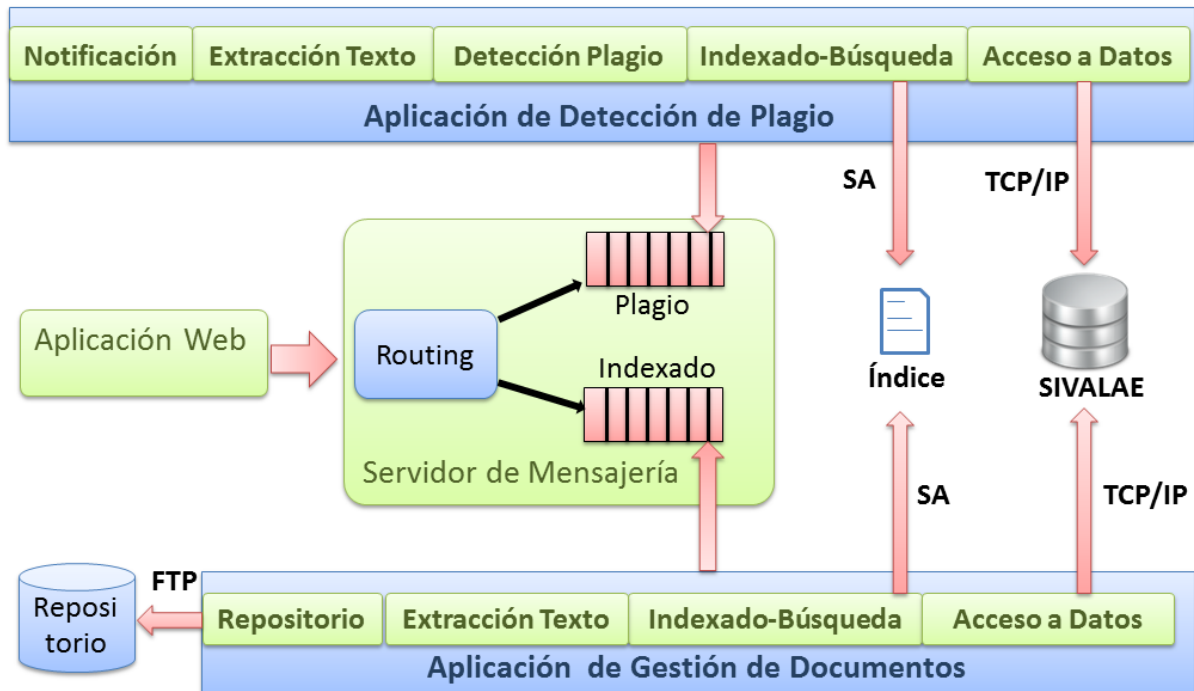 Notificación
Extracción Texto
Detección Plagio
Indexado-Búsqueda
Acceso a Datos
Aplicación de Detección de Plagio
SA
TCP/IP
Plagio
Aplicación Web
Routing
Indexado
Índice
SIVALAE
Servidor de Mensajería
SA
TCP/IP
FTP
Reposi
torio
Repositorio
Extracción Texto
Indexado-Búsqueda
Acceso a Datos
Aplicación de Gestión de Documentos